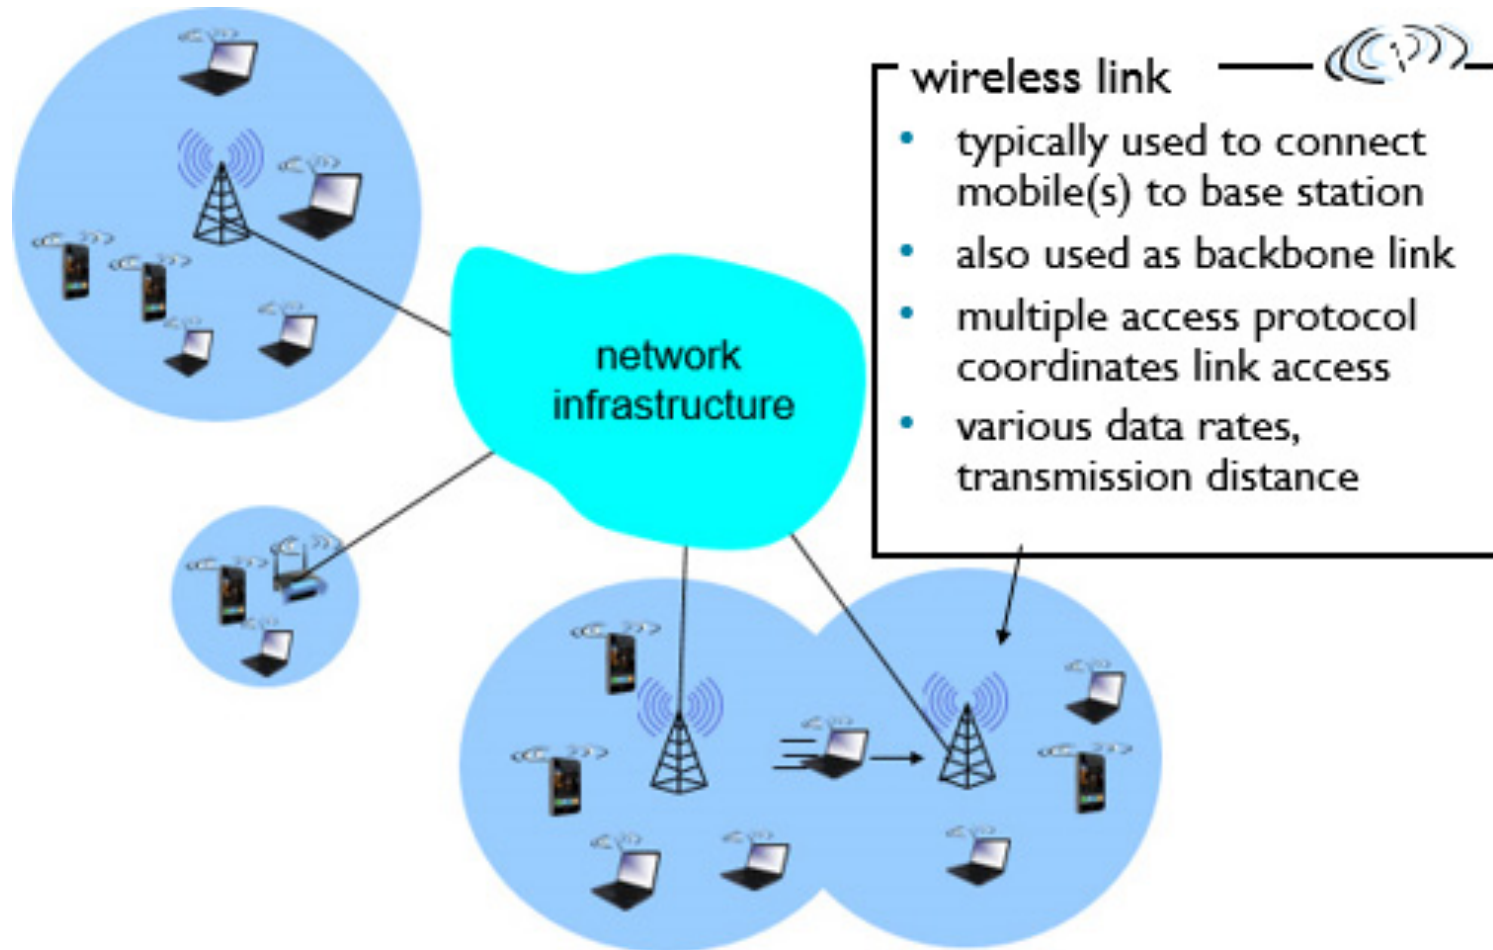 wireless link
• typically used to connect
mobile(s) to base station
• also used as backbone link
• multiple access protocol
coordinates link access
• various data rates,
transmission distance
network
infrastructure